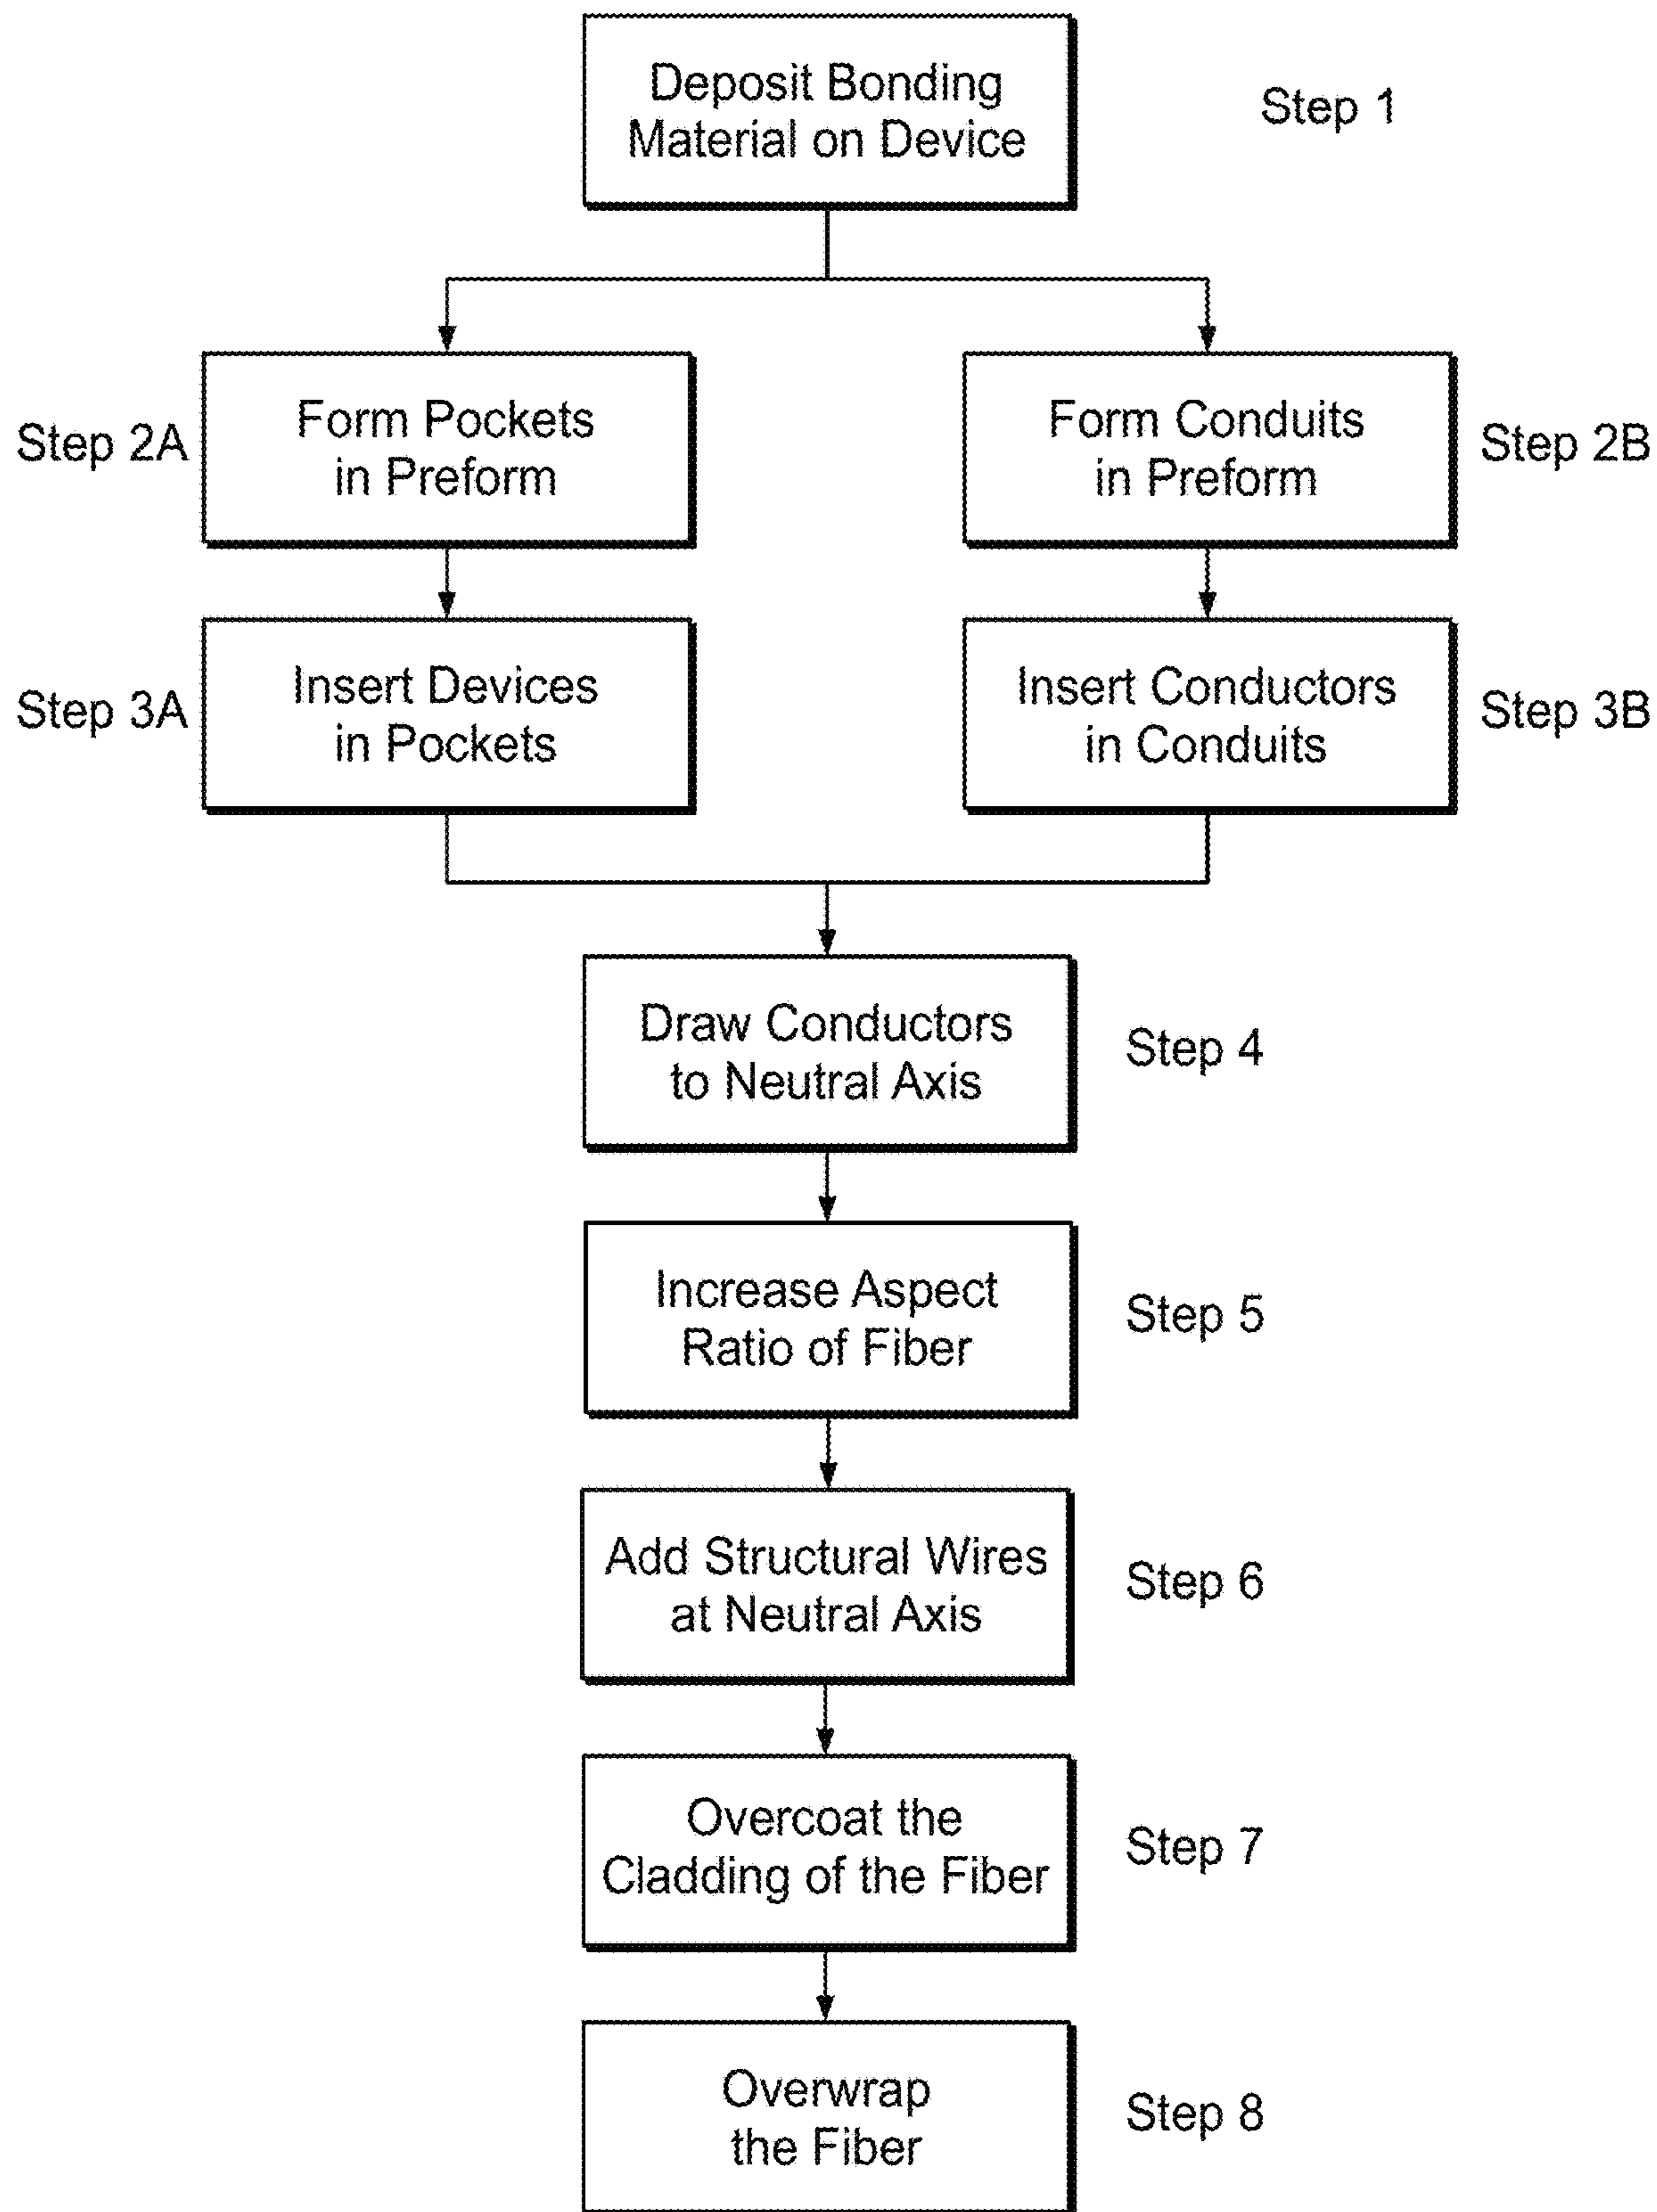 Deposit Bonding
Material on Device
Step 1
Step 2A
Form Pockets
in Preform
Form Conduits
in Preform
Step 2B
Step 3A
Insert Devices
in Pockets
Insert Conductors
in Conduits
Step 3B
Draw Conductors
to Neutral Axis
Step 4
Increase Aspect
Ratio of Fiber
Step 5
Add Structural Wires
at Neutral Axis
Step 6
Overcoat the
Cladding of the Fiber
Step 7
Overwrap
the Fiber
Step 8